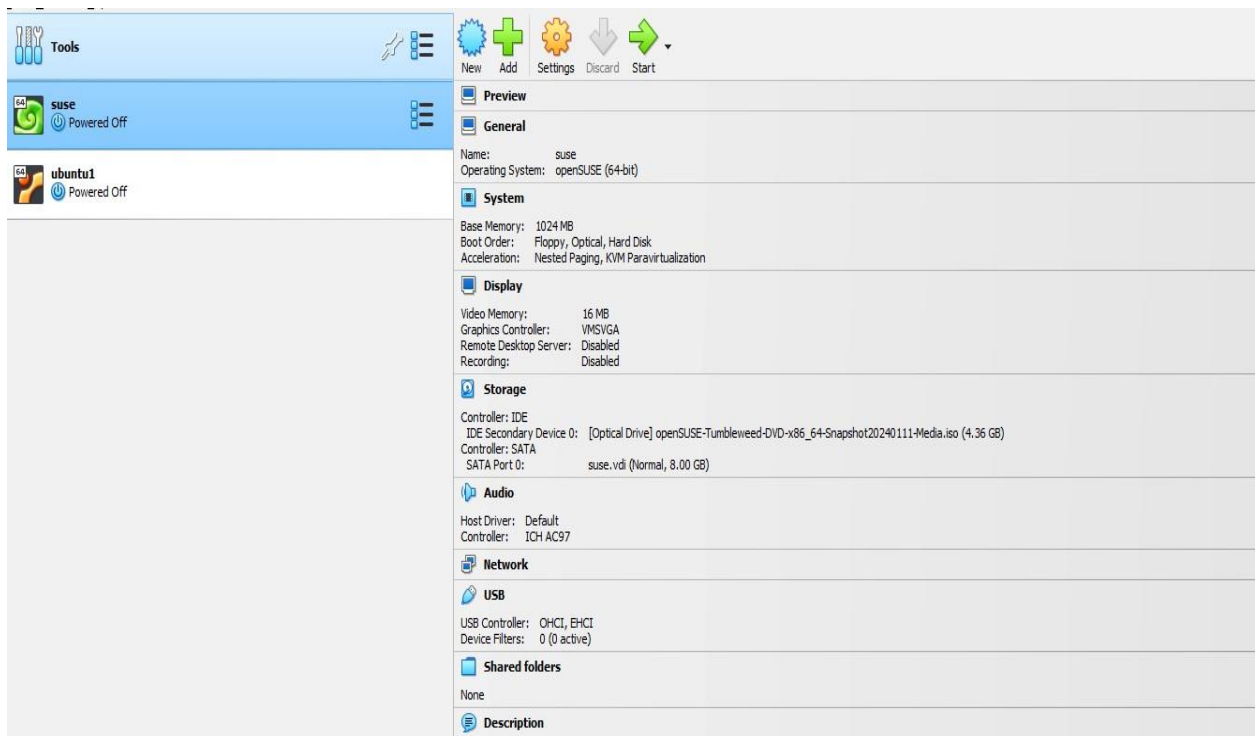 Tools
64
suse
Powered Off
64
ubuntu1
Powered Off
New Add Settings Discard Start
Preview
General
Name: suse
Operating System: openSUSE (64-bit)
System
Base Memory: 1024 MB
Boot Order: Floppy, Optical, Hard Disk
Acceleration: Nested Paging, KVM Paravirtualization
Display
Video Memory: 16 MB
Graphics Controller: VMSVGA
Remote Desktop Server: Disabled
Recording: Disabled
Storage
Controller: IDE
IDE Secondary Device 0: [Optical Drive] openSUSE-Tumbleweed-DVD-x86_64-Snapshot20240111-Media.iso (4.36 GB)
Controller: SATA
SATA Port 0: suse.vdi (Normal, 8.00 GB)
Audio
Host Driver: Default
Controller: ICH AC97
Network
USB
USB Controller: OHCI, EHCI
Device Filters: 0 (0 active)
Shared folders
None
Description